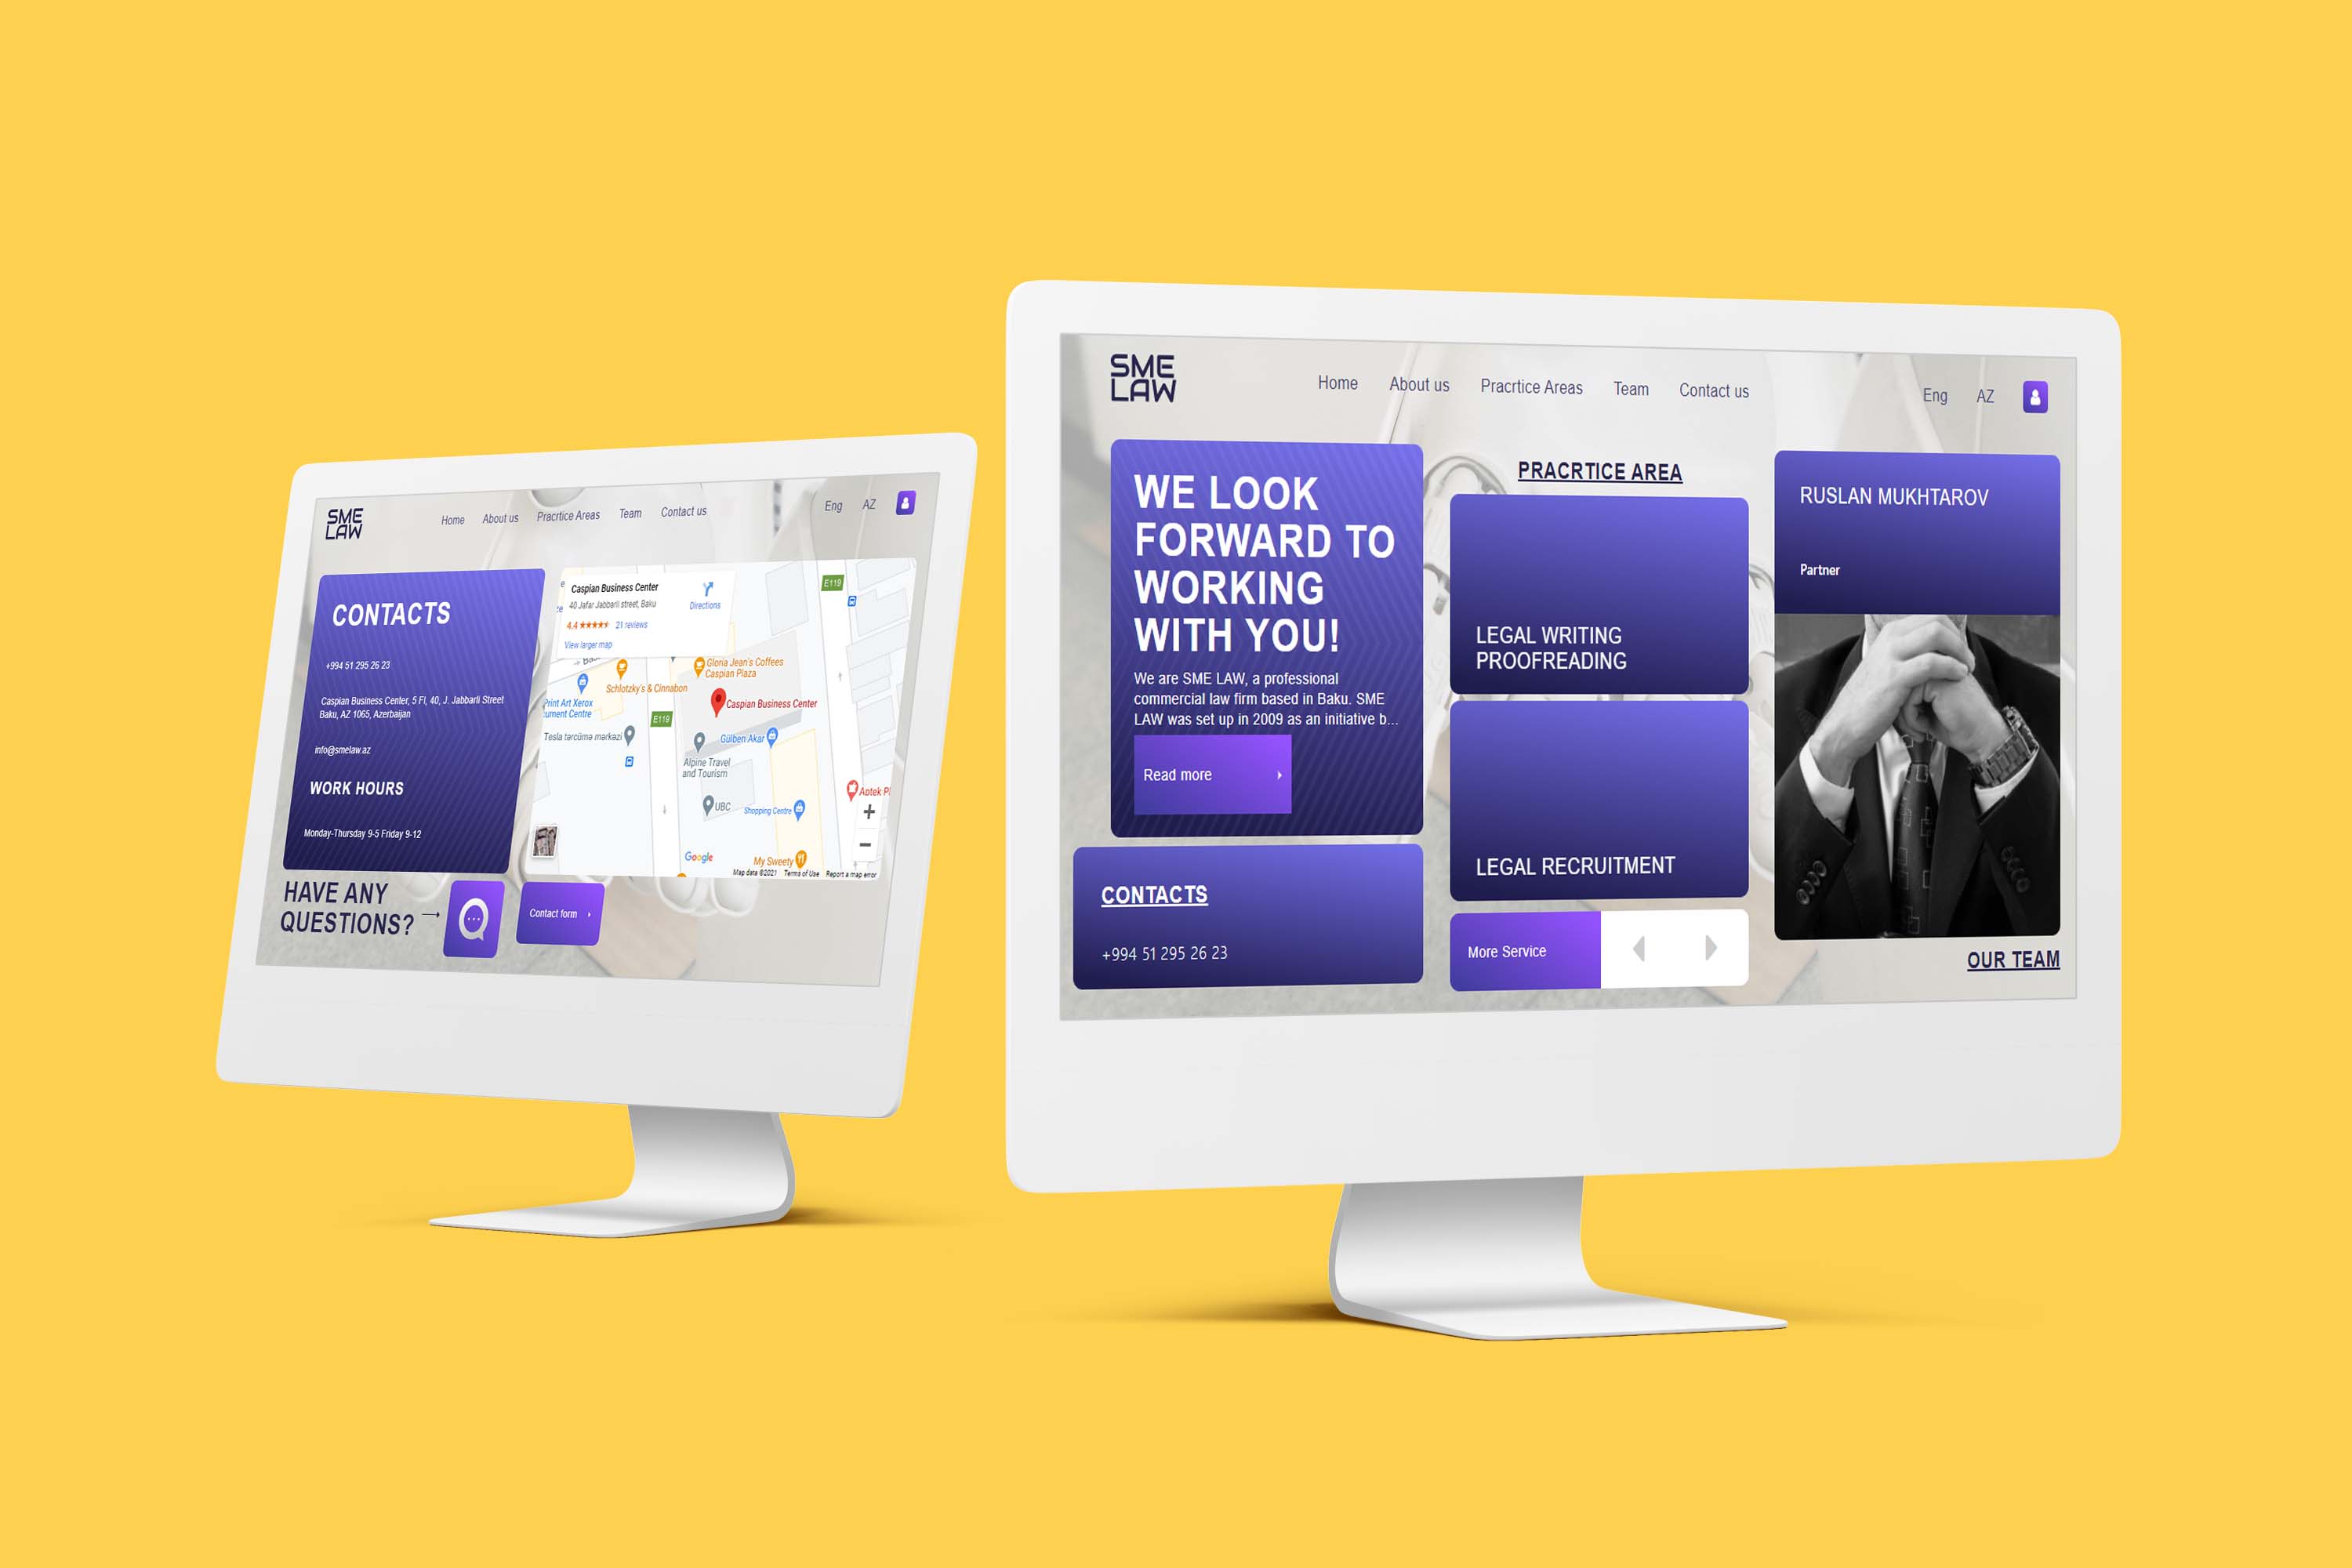 SME
LAW
Home About us Pracrtice Areas Team Contact us
Eng AZ
CONTACTS
+994 51 295 26 23
Caspian Business Center, 5 Fl, 40, J. Jabbarli Street
Baku, AZ 1065, Azerbaijan
info@smelaw.az
WORK HOURS
Monday-Thursday 9-5 Friday 9-12
HAVE ANY
QUESTIONS?
Contact form
Caspian Business Center
40 Jafar Jabbarli street, Baku
Directions
4.4 21 reviews
View larger map
E119
Gloria Jean's Coffees
Caspian Plaza
Schlotzky's & Cinnabon
Print Art Xerox
cument Centre
Caspian Business Center
E119
Tesla tərcümə mərkəzi
Gülben Akar
Alpine Travel
and Tourism
UBC
Shopping Centre
Aptek Pl
My Sweety
Google
Map data ©2021 Terms of Use Report a map error
SME
LAW
Home About us Pracrtice Areas Team Contact us
Eng AZ
WE LOOK
FORWARD TO
WORKING
WITH YOU!
We are SME LAW, a professional
commercial law firm based in Baku. SME
LAW was set up in 2009 as an initiative b...
Read more
CONTACTS
+994 51 295 26 23
PRACRTICE AREA
LEGAL WRITING
PROOFREADING
LEGAL RECRUITMENT
More Service
RUSLAN MUKHTAROV
Partner
OUR TEAM